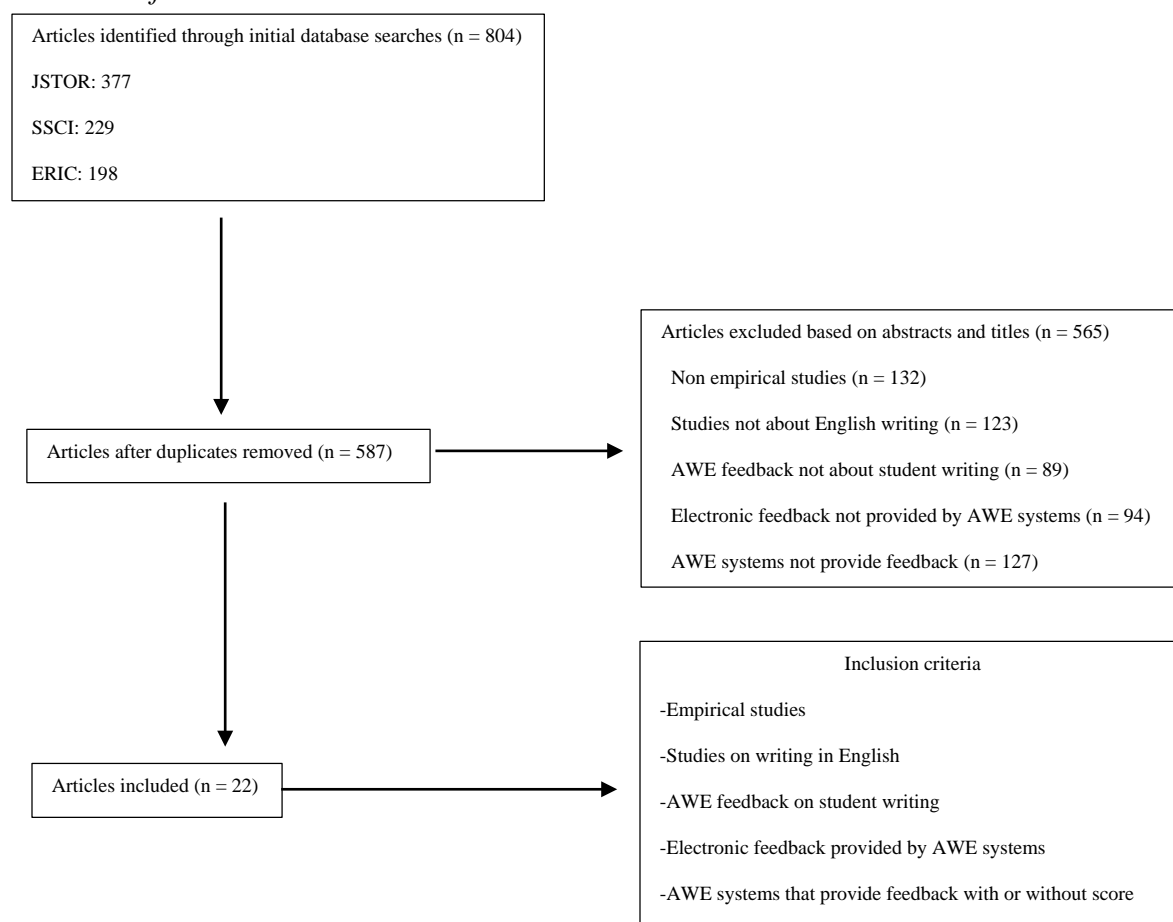 Articles identified through initial database searches (n = 804)
JSTOR: 377
SSCI: 229
ERIC: 198
Articles excluded based on abstracts and titles (n = 565)
Non empirical studies (n = 132)
Studies not about English writing (n = 123)
AWE feedback not about student writing (n = 89)
Electronic feedback not provided by AWE systems (n = 94)
AWE systems not provide feedback (n = 127)
Articles after duplicates removed (n = 587)
Inclusion criteria
-Empirical studies
-Studies on writing in English
-AWE feedback on student writing
-Electronic feedback provided by AWE systems
-AWE systems that provide feedback with or without score
Articles included (n = 22)